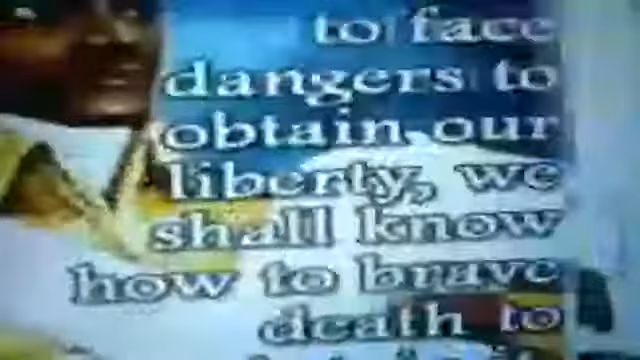 to face
dangers to
obtain our
liberty, we
shall know
how to brave
death to